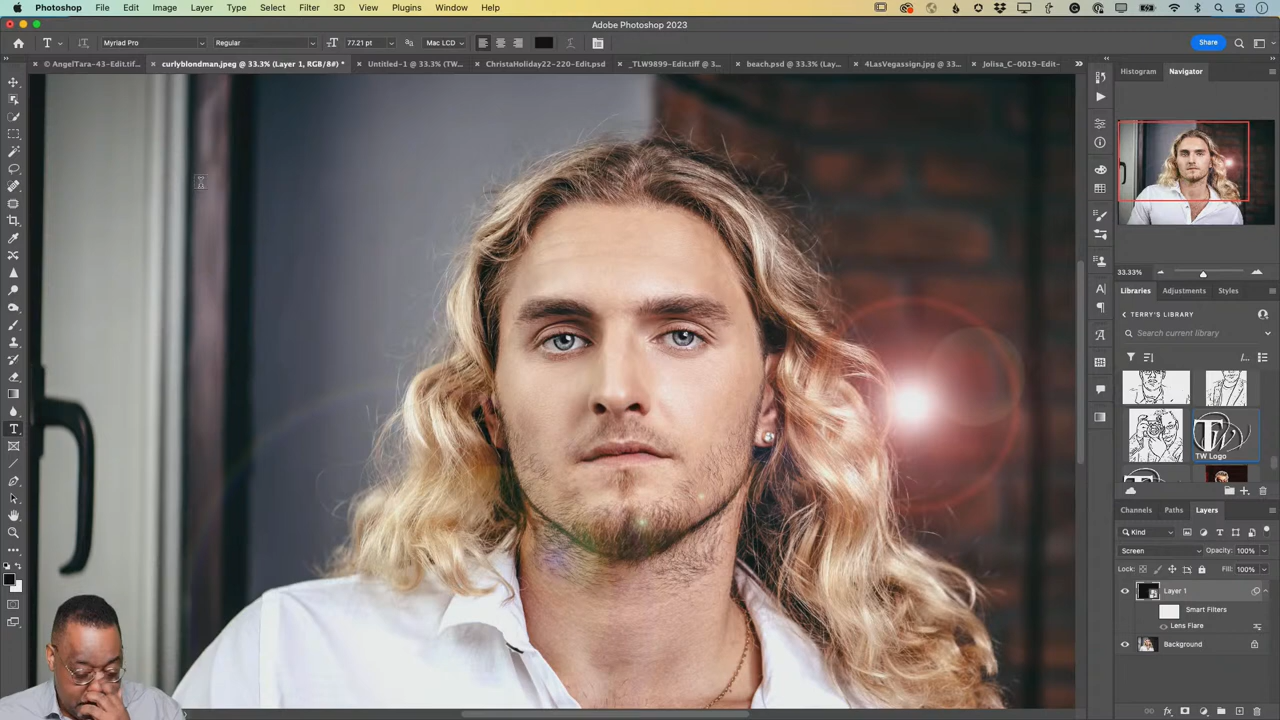 Photoshop File Edit Image Layer Type Select Filter 3D View Plugins Window Help
Adobe Photoshop 2023
Myriad Pro Regular 77.21 pt Mac LCD Share
© AngelTara-43-Edit.tiff... curlyblondman.jpeg @ 33.3% (Layer 1, RGB/8#) * Untitled-1 @ 33.3% (TW... ChristaHoliday22-220-Edit.psd _TLW9899-Edit.tiff @ 3... beach.psd @ 33.3% (Lay... 4LasVegassign.jpg @ 33... Jolisa_C-0019-Edit-
Histogram Navigator
33.33%
Libraries Adjustments Styles
TERRY'S LIBRARY
Search current library
TW Logo
Channels Paths Layers
Kind
Screen Opacity: 100%
Lock: Fill: 100%
Layer 1
Smart Filters
Lens Flare
Background